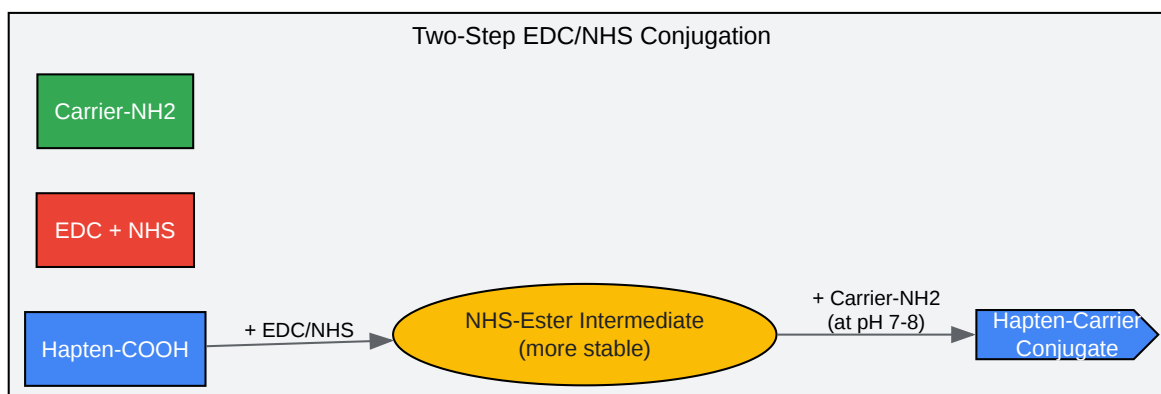 Two-Step EDC/NHS Conjugation
Carrier-NH2
EDC + NHS
Hapten-COOH
+ EDC/NHS
NHS-Ester Intermediate
(more stable)
+ Carrier-NH2
(at pH 7-8)
Hapten-Carrier
Conjugate